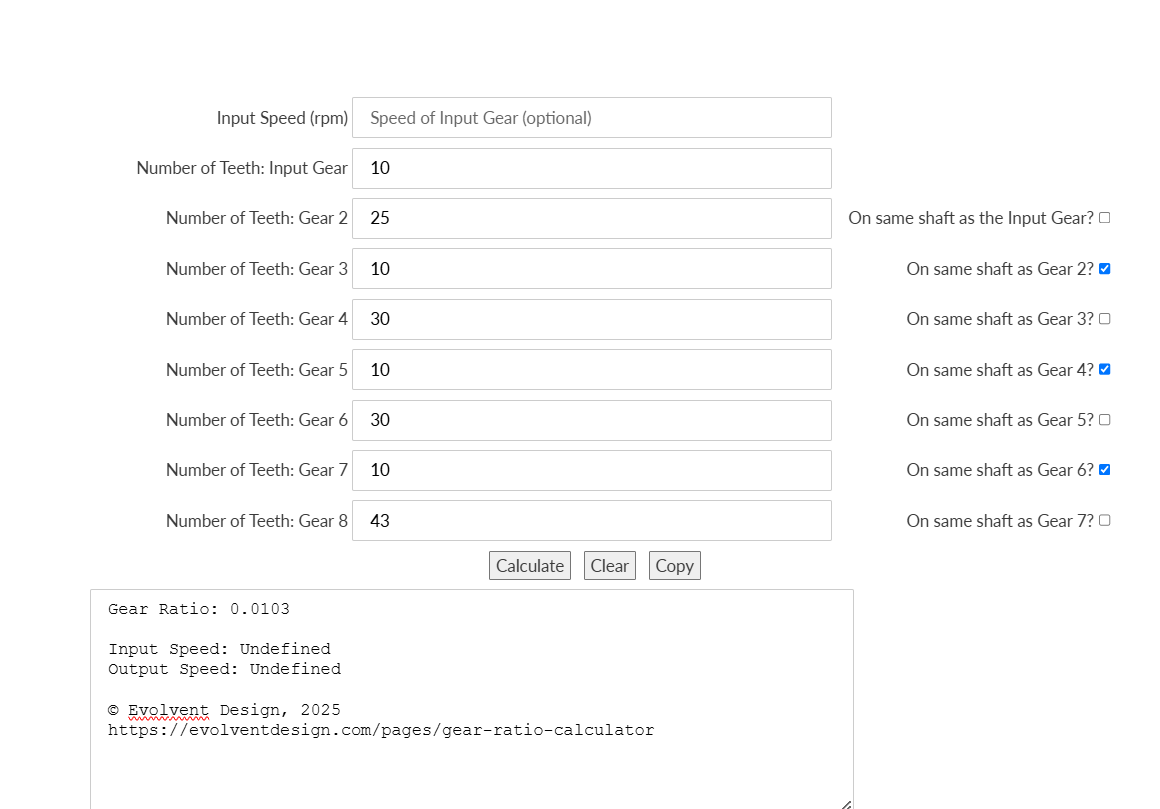 Input Speed (rpm) Speed of Input Gear (optional)
Number of Teeth: Input Gear 10
Number of Teeth: Gear 2 25 On same shaft as the Input Gear?
Number of Teeth: Gear 3 10 On same shaft as Gear 2?
Number of Teeth: Gear 4 30 On same shaft as Gear 3?
Number of Teeth: Gear 5 10 On same shaft as Gear 4?
Number of Teeth: Gear 6 30 On same shaft as Gear 5?
Number of Teeth: Gear 7 10 On same shaft as Gear 6?
Number of Teeth: Gear 8 43 On same shaft as Gear 7?
Calculate Clear Copy
Gear Ratio: 0.0103
Input Speed: Undefined
Output Speed: Undefined
© Evolvent Design, 2025
https://evolventdesign.com/pages/gear-ratio-calculator